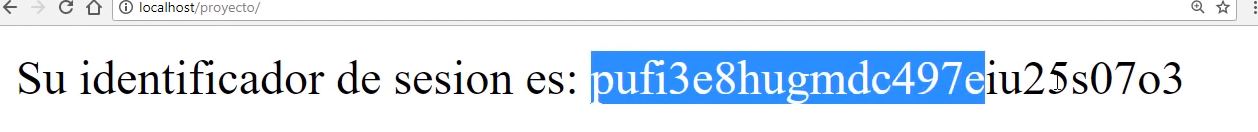 localhost/proyecto/
Su identificador de sesion es: pufi3e8hugmdc497eiu25s07o3